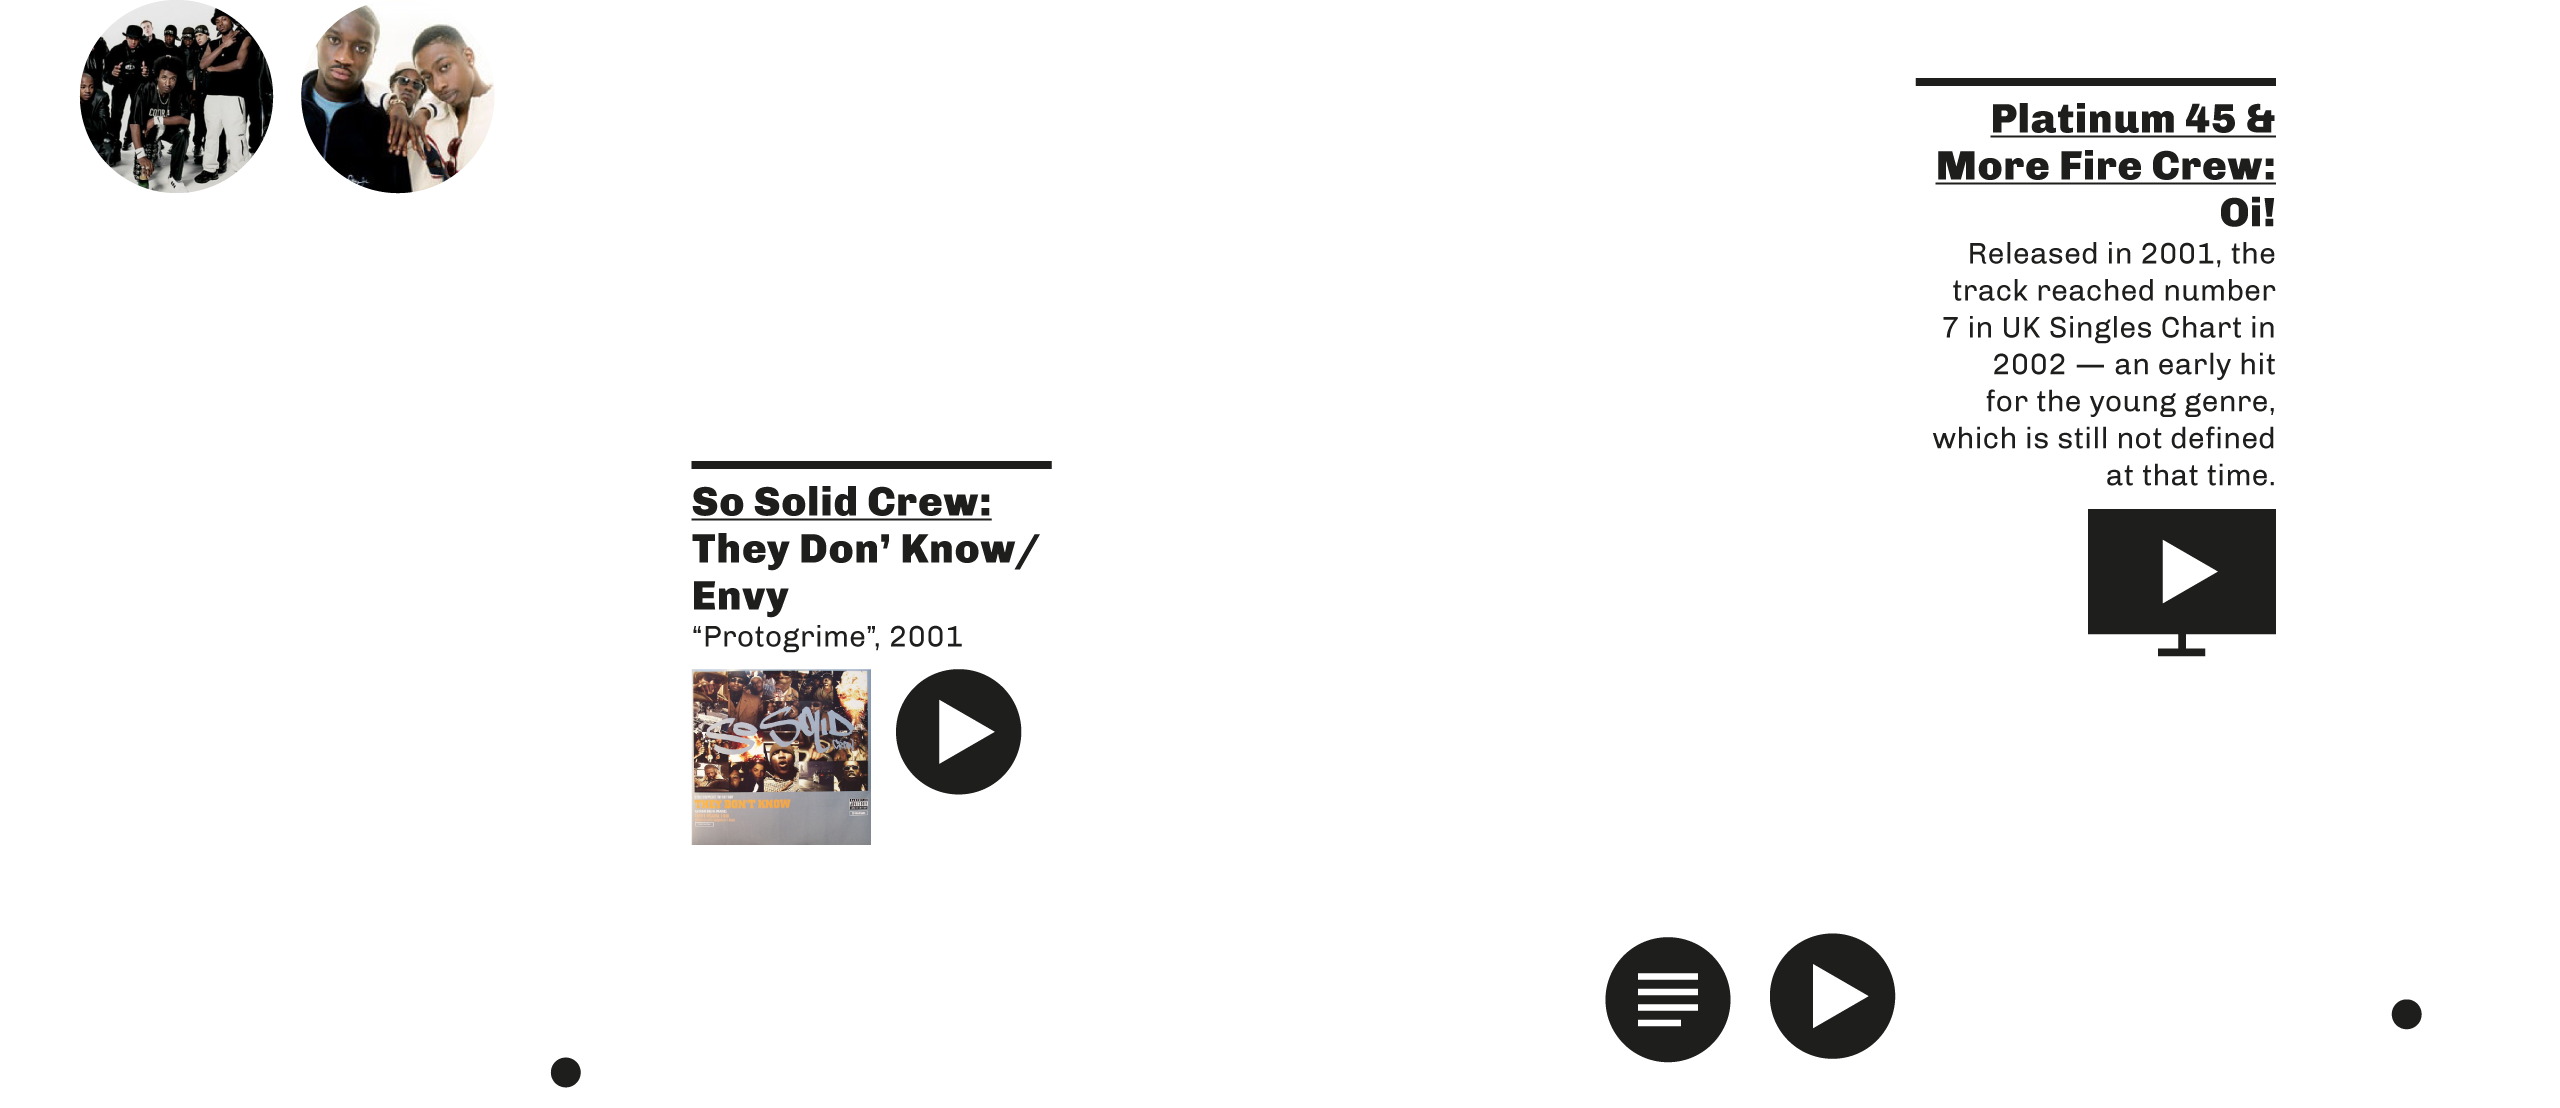 Platinum 45 &
More Fire Crew:
Oi!
Released in 2001, the
track reached number
7 in UK Singles Chart in
2002 — an early hit
for the young genre,
which is still not defined
at that time.
So Solid Crew:
They Don’ Know/
Envy
“Protogrime”, 2001
So Solid
CREW
THEY DON'T KNOW